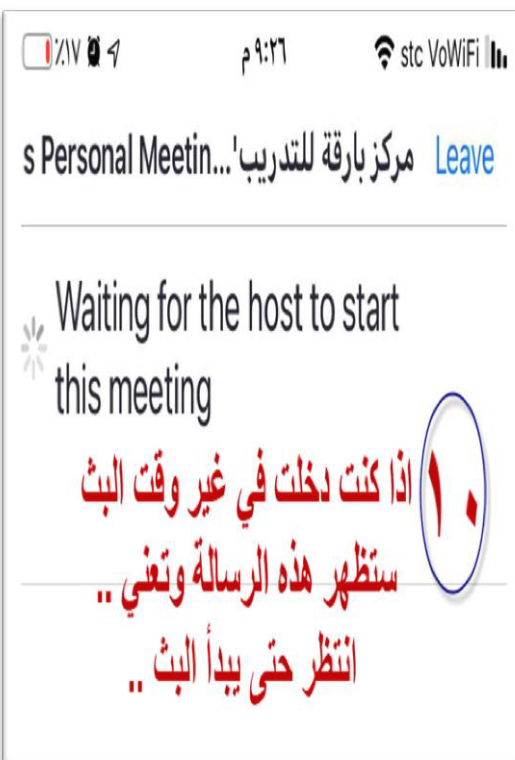 ٪١٧ ٩:٢٦ م stc VoWiFi
Leave مركز بارقة للتدريب'...s Personal Meetin
Waiting for the host to start
this meeting
١٠ اذا كنت دخلت في غير وقت البث
ستظهر هذه الرسالة وتعني ..
انتظر حتى يبدأ البث ..